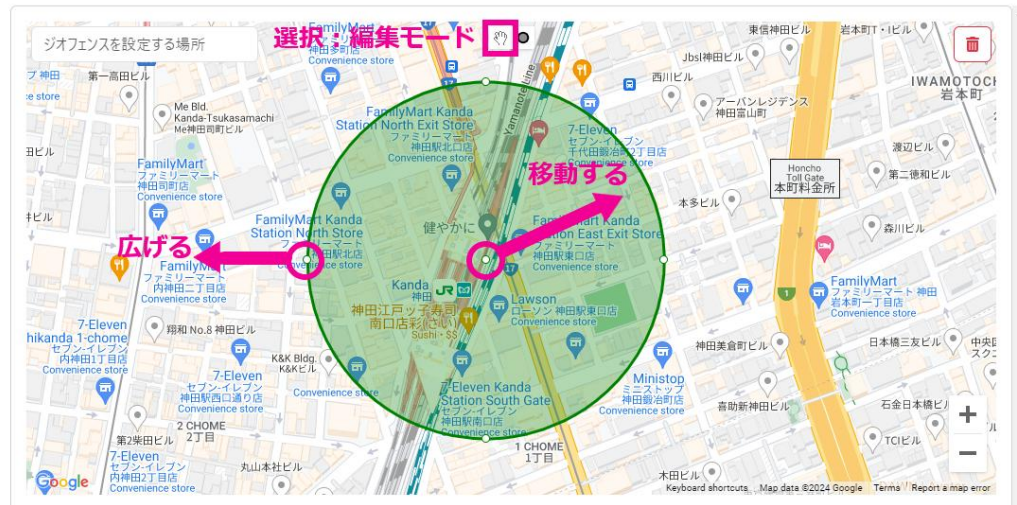 ジオフェンスを設定する場所
選択：編集モード
東信神田ビル
岩本町T・Iビル
Jbsl神田ビル
西川ビル
IWAMOTOCH
岩本町
アーバンレジデンス
神田富山町
第一高田ビル
Me Bld.
Kanda-Tsukasamachi
Me神田司町ビル
Convenience store
FamilyMart Kanda
Station North Exit Store
ファミリーマート
神田駅北口店
Convenience store
Yamanote Line
7-Eleven
セブン-イレブン
千代田鍛冶町2丁目店
Convenience store
渡辺ビル
第二徳和ビル
Honcho
Toll Gate
本町料金所
FamilyMart
ファミリーマート
神田司町店
Convenience store
移動する
本多ビル
森川ビル
FamilyMart Kanda
Station North Store
健やかに
広げる
FamilyMart Kanda
Station East Exit Store
ファミリーマート
神田駅東口店
Convenience store
ファミリーマート
内神田二丁目店
Convenience store
Kanda
神田
JR
17
神田江戸ッ子寿司
Sushi・$$
Lawson
ローソン 神田駅東口店
Convenience store
FamilyMart
ファミリーマート 神田
岩本町一丁目店
Convenience store
1
7-Eleven
hikanda 1-chome
セブン-イレブン
内神田1丁目店
Convenience store
翔和 No.8 神田ビル
K&K Bldg.
K&Kビル
7-Eleven
セブン-イレブン
神田駅西口通り店
Convenience store
7-Eleven Kanda
Station South Gate
セブン-イレブン
神田駅南口店
Convenience store
Ministop
ミニストップ
神田鍛冶町店
Convenience store
神田美倉町ビル
日本橋三友ビル
喜助新神田ビル
石金日本橋ビル
2 CHOME
2丁目
第2柴田ビル
7-Eleven
セブン-イレブン
内神田2丁目店
Convenience store
丸山本社ビル
1 CHOME
1丁目
木田ビル
TCIビル
+
−
Google
Keyboard shortcuts Map data ©2024 Google Terms Report a map error